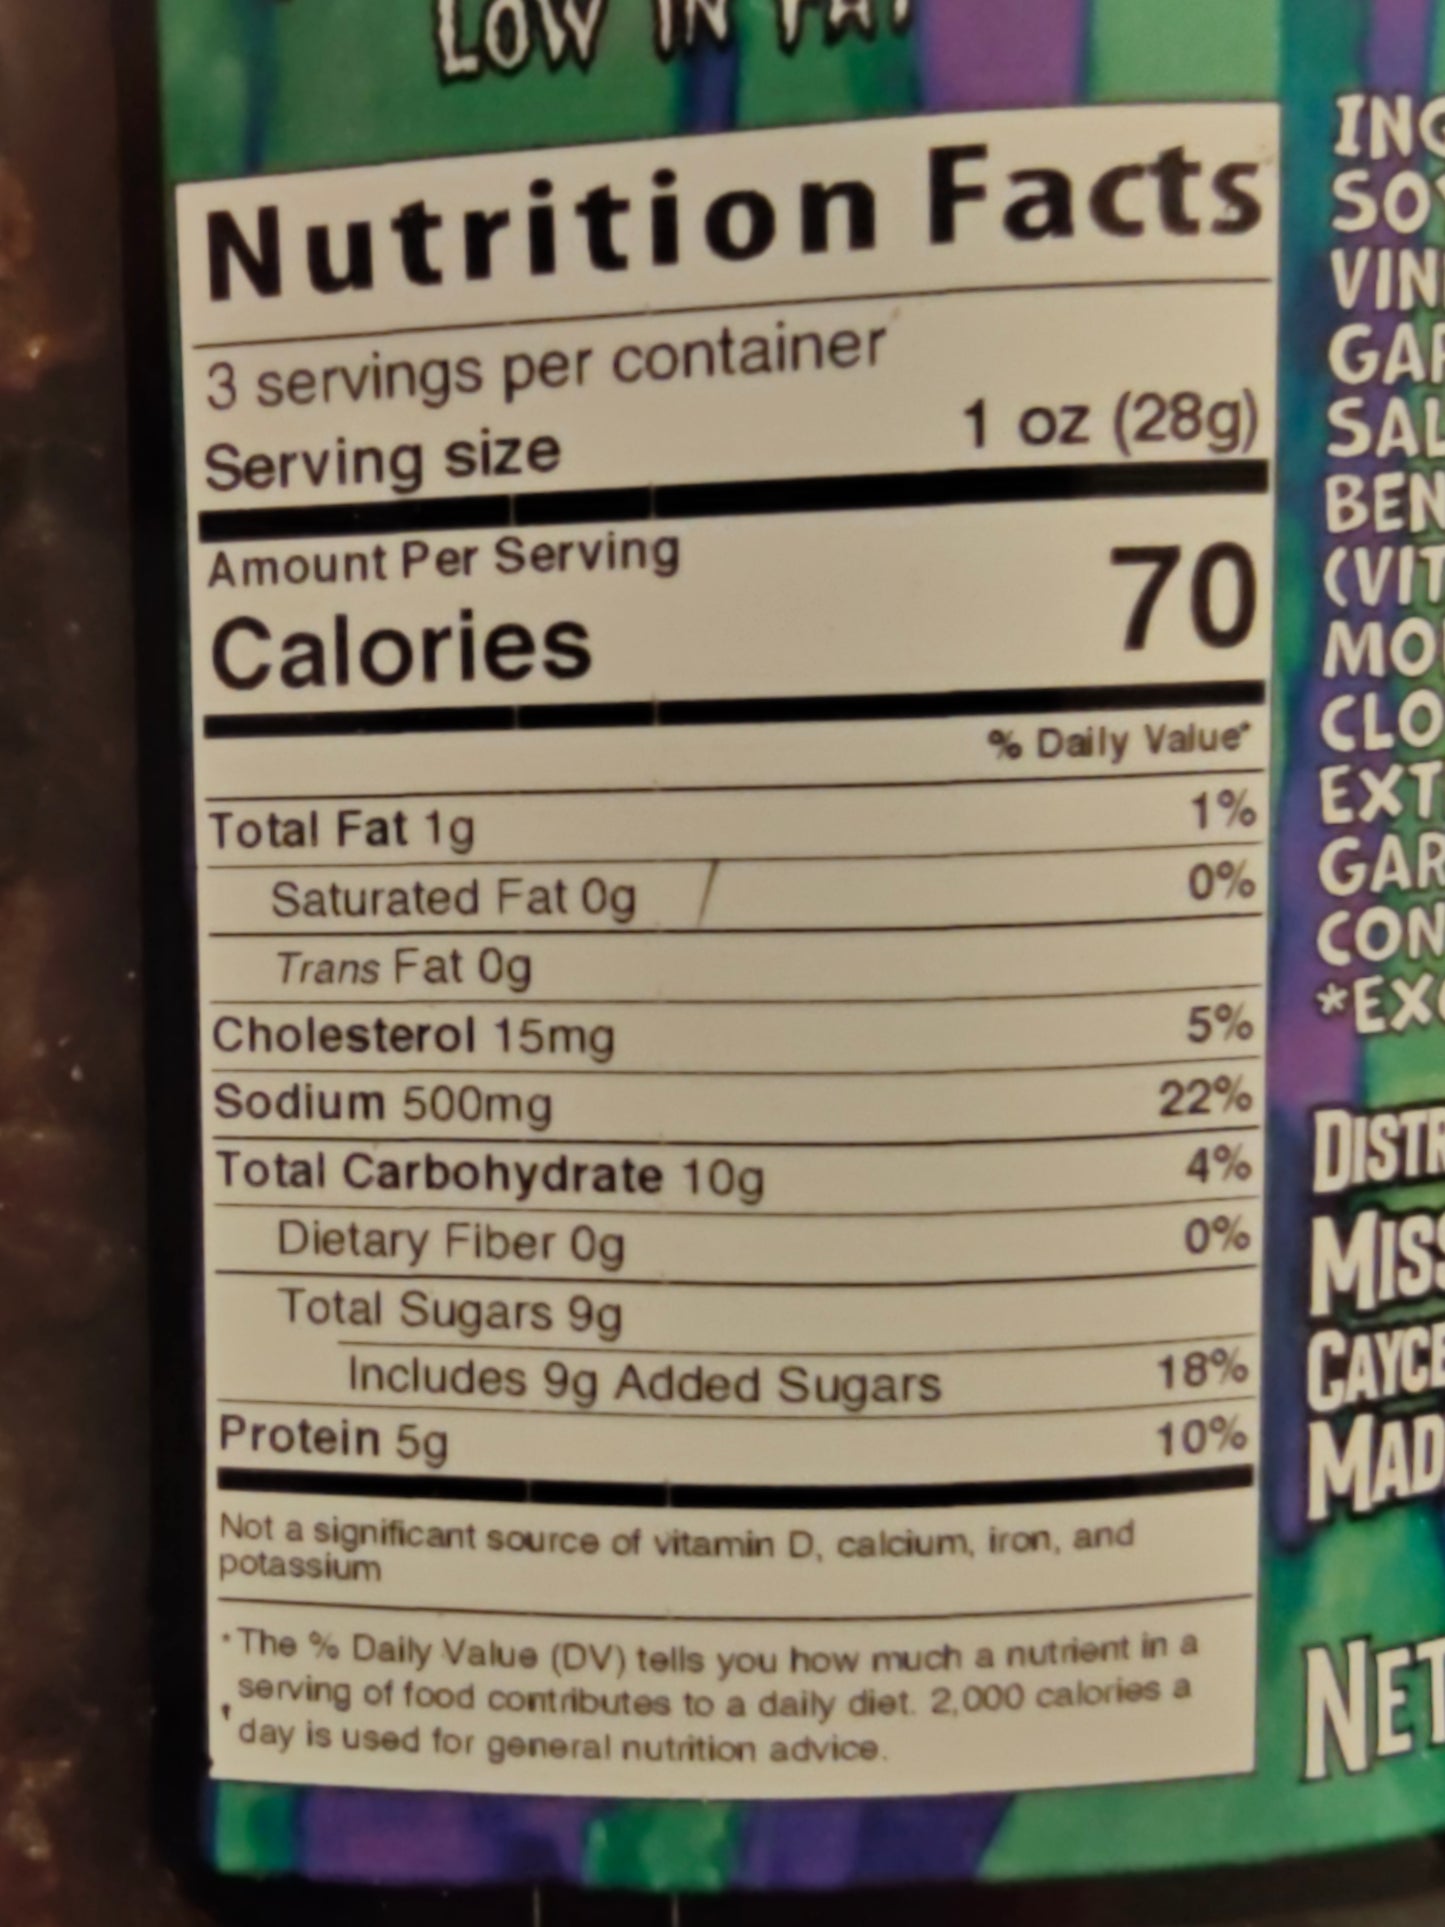 LOW IN FAT
Nutrition Facts
3 servings per container
Serving size 1 oz (28g)
Amount Per Serving
Calories 70
% Daily Value*
Total Fat 1g 1%
Saturated Fat 0g 0%
Trans Fat 0g
Cholesterol 15mg 5%
Sodium 500mg 22%
Total Carbohydrate 10g 4%
Dietary Fiber 0g 0%
Total Sugars 9g
Includes 9g Added Sugars 18%
Protein 5g 10%
Not a significant source of vitamin D, calcium, iron, and
potassium
*The % Daily Value (DV) tells you how much a nutrient in a
serving of food contributes to a daily diet. 2,000 calories a
day is used for general nutrition advice.
NET